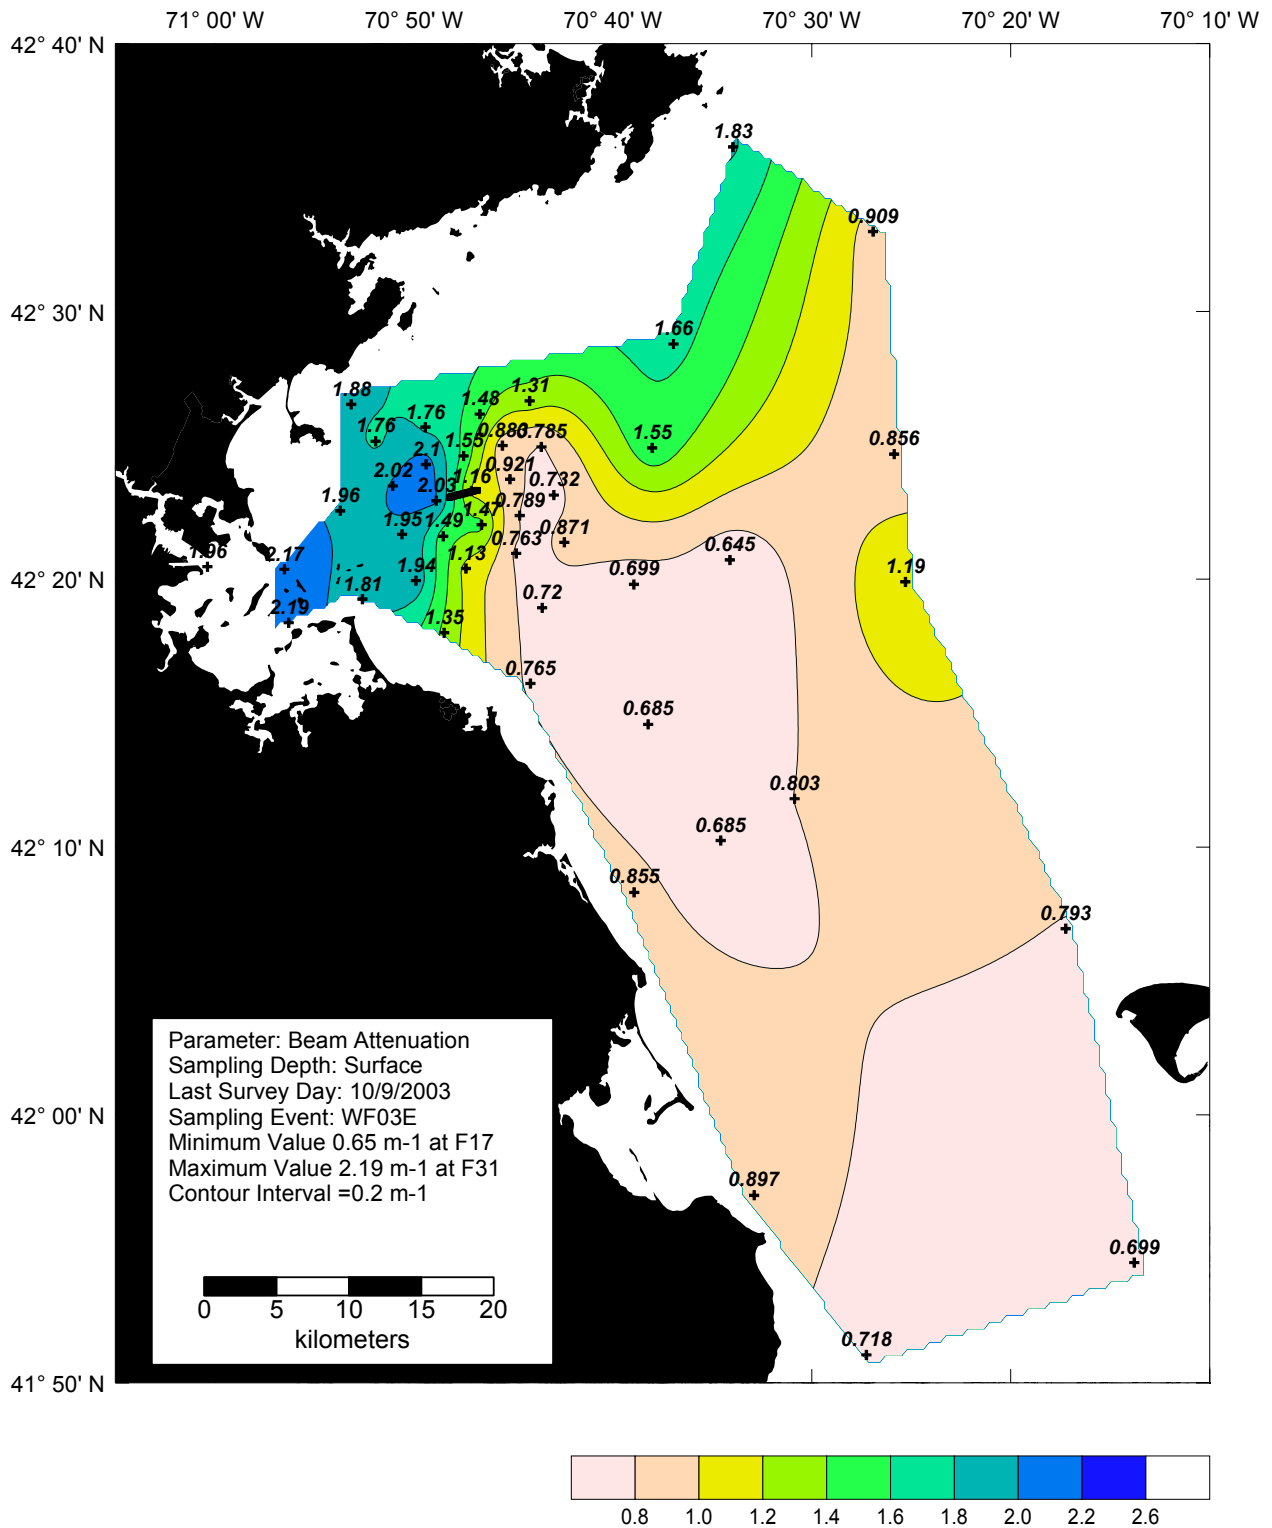 71° 00' W 70° 50' W 70° 40' W 70° 30' W 70° 20' W 70° 10' W
42° 40' N
1.83
0.909
42° 30' N
1.66
1.88
1.31
1.48
1.76
1.76
1.55
0.883
0.785
1.55
2.1
0.856
2.02
0.921
2.03
1.16
0.732
1.96
0.789
1.47
1.95
1.49
0.871
0.763
0.645
1.96
2.17
1.13
1.19
42° 20' N
1.94
0.699
1.81
0.72
2.19
1.35
0.765
0.685
0.803
0.685
42° 10' N
0.855
0.793
Parameter: Beam Attenuation
Sampling Depth: Surface
Last Survey Day: 10/9/2003
Sampling Event: WF03E
Minimum Value 0.65 m-1 at F17
Maximum Value 2.19 m-1 at F31
Contour Interval =0.2 m-1
42° 00' N
0.897
0.699
0 5 10 15 20
kilometers
0.718
41° 50' N
0.8 1.0 1.2 1.4 1.6 1.8 2.0 2.2 2.6